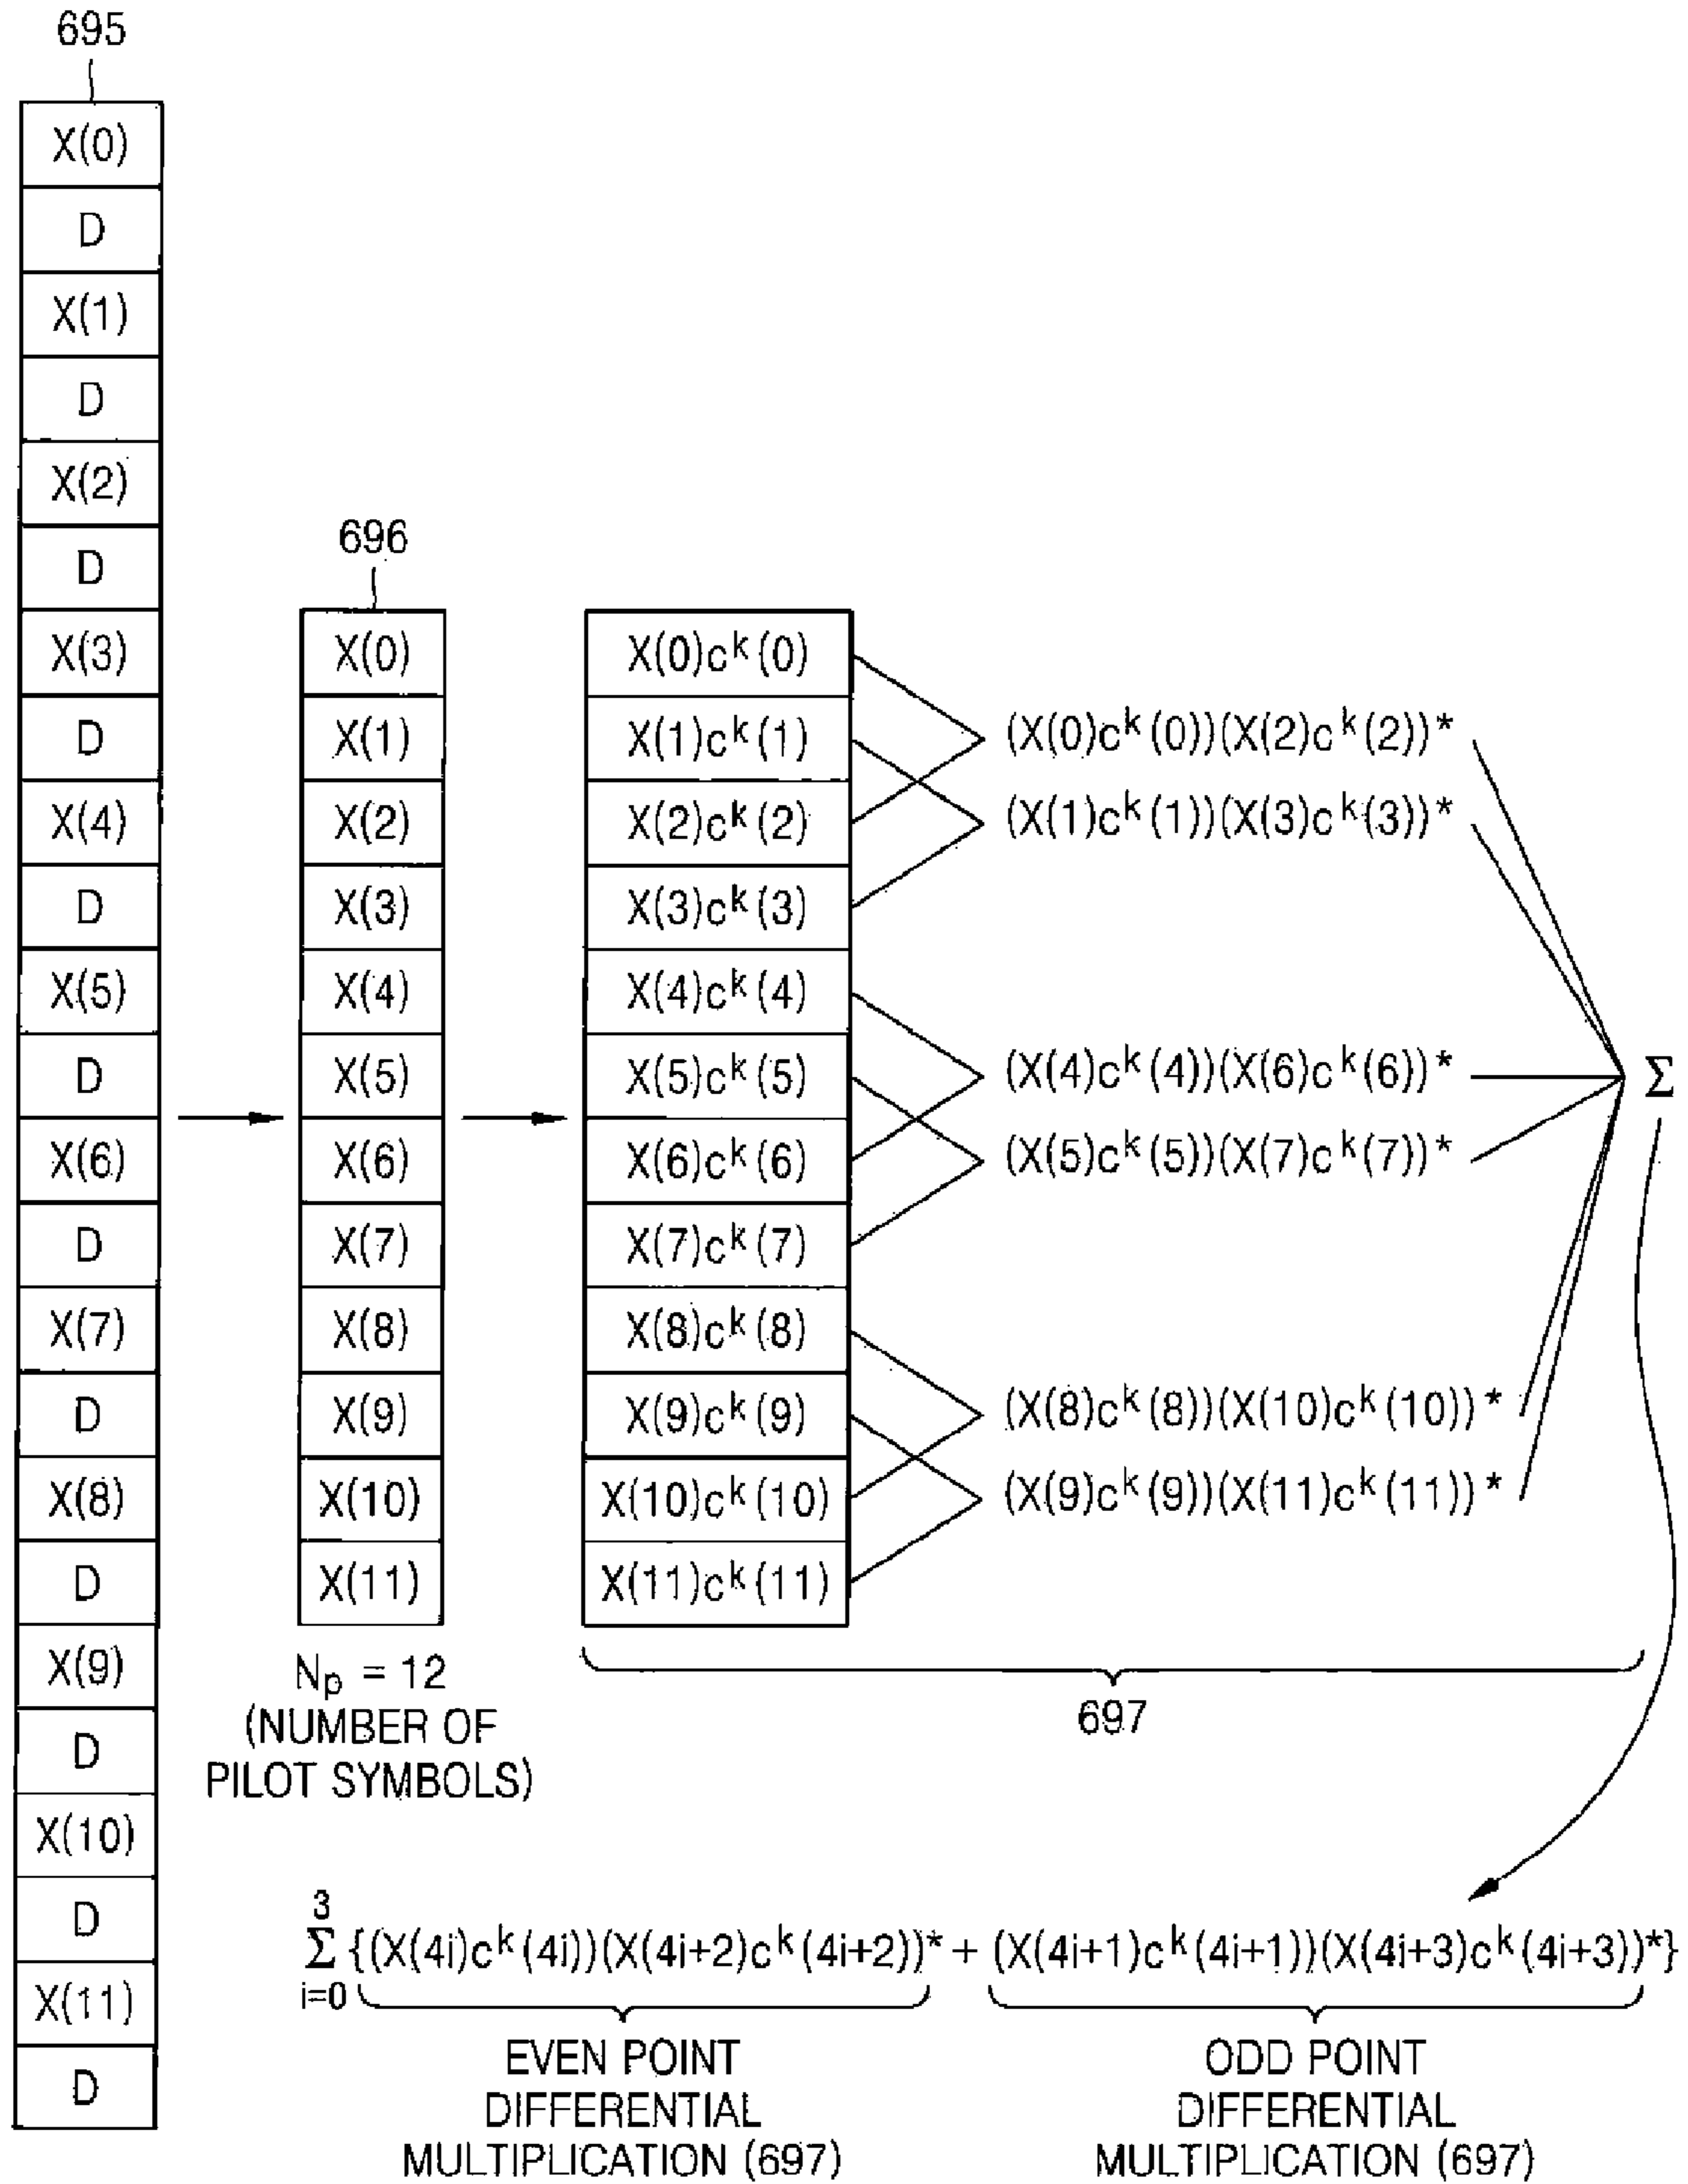 695
X(0)
D
X(1)
D
X(2)
D
X(3)
D
X(4)
D
X(5)
D
X(6)
D
X(7)
D
X(8)
D
X(9)
D
X(10)
D
X(11)
D
696
X(0)
X(1)
X(2)
X(3)
X(4)
X(5)
X(6)
X(7)
X(8)
X(9)
X(10)
X(11)
Np = 12
(NUMBER OF
PILOT SYMBOLS)
X(0)c^k(0)
X(1)c^k(1)
X(2)c^k(2)
X(3)c^k(3)
X(4)c^k(4)
X(5)c^k(5)
X(6)c^k(6)
X(7)c^k(7)
X(8)c^k(8)
X(9)c^k(9)
X(10)c^k(10)
X(11)c^k(11)
(X(0)c^k(0))(X(2)c^k(2))*
(X(1)c^k(1))(X(3)c^k(3))*
(X(4)c^k(4))(X(6)c^k(6))*
(X(5)c^k(5))(X(7)c^k(7))*
(X(8)c^k(8))(X(10)c^k(10))*
(X(9)c^k(9))(X(11)c^k(11))*
Σ
697
3
Σ {(X(4i)c^k(4i))(X(4i+2)c^k(4i+2))* + (X(4i+1)c^k(4i+1))(X(4i+3)c^k(4i+3))*}
i=0
EVEN POINT
DIFFERENTIAL
MULTIPLICATION (697)
ODD POINT
DIFFERENTIAL
MULTIPLICATION (697)